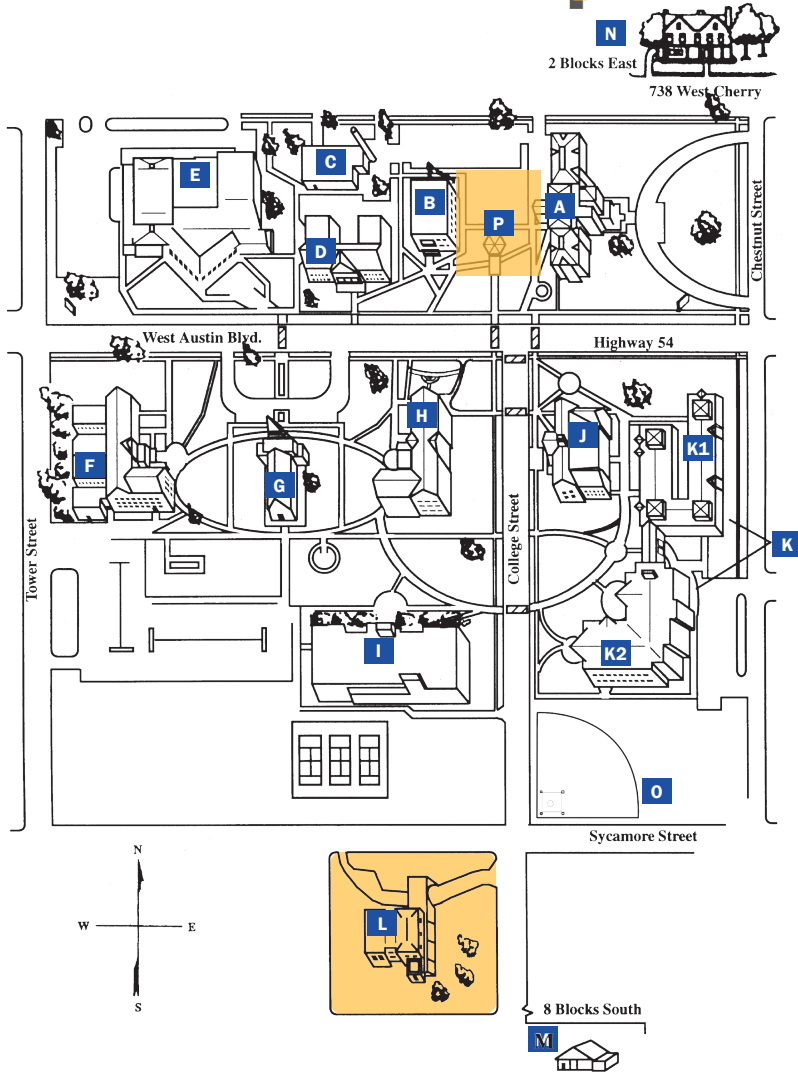 N
2 Blocks East
738 West Cherry
E
C
B
A
P
D
Chestnut Street
West Austin Blvd.
Highway 54
H
F
G
J
K1
K
Tower Street
College Street
I
K2
O
Sycamore Street
N
W
E
S
L
8 Blocks South
M